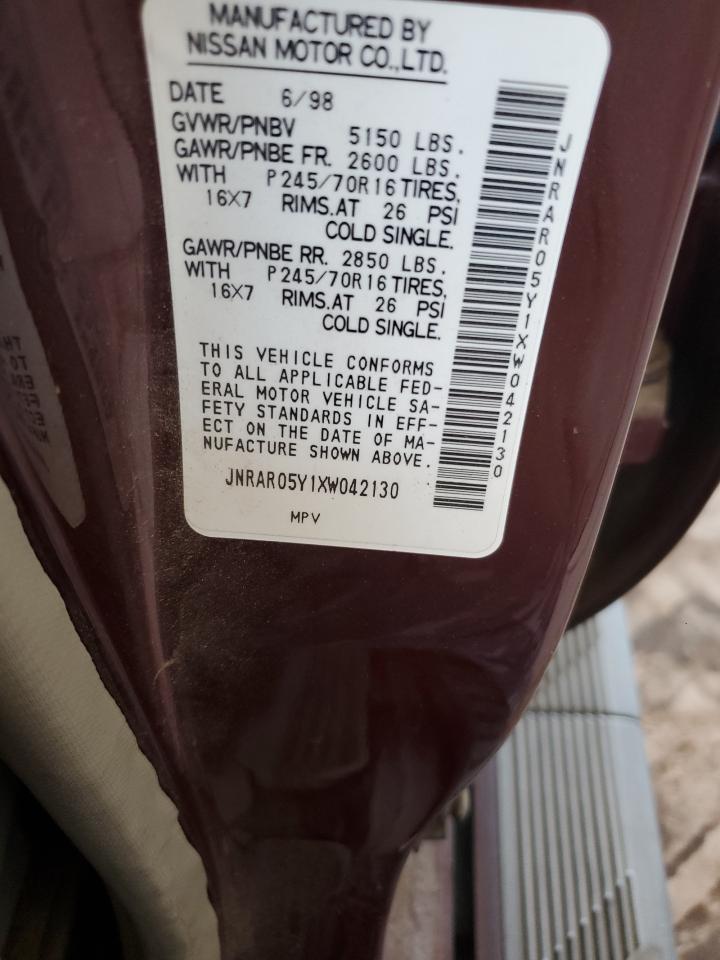 MANUFACTURED BY
NISSAN MOTOR CO.,LTD.
DATE 6/98
GVWR/PNBV 5150 LBS.
GAWR/PNBE FR. 2600 LBS.
WITH P245/70R16 TIRES,
16X7 RIMS.AT 26 PSI
COLD SINGLE.
GAWR/PNBE RR. 2850 LBS.
WITH P245/70R16 TIRES,
16X7 RIMS.AT 26 PSI
COLD SINGLE.
THIS VEHICLE CONFORMS
TO ALL APPLICABLE FED-
ERAL MOTOR VEHICLE SA-
FETY STANDARDS IN EFF-
ECT ON THE DATE OF MA-
NUFACTURE SHOWN ABOVE.
JNRAR05Y1XW042130
MPV
JNRAR05Y1XW042130